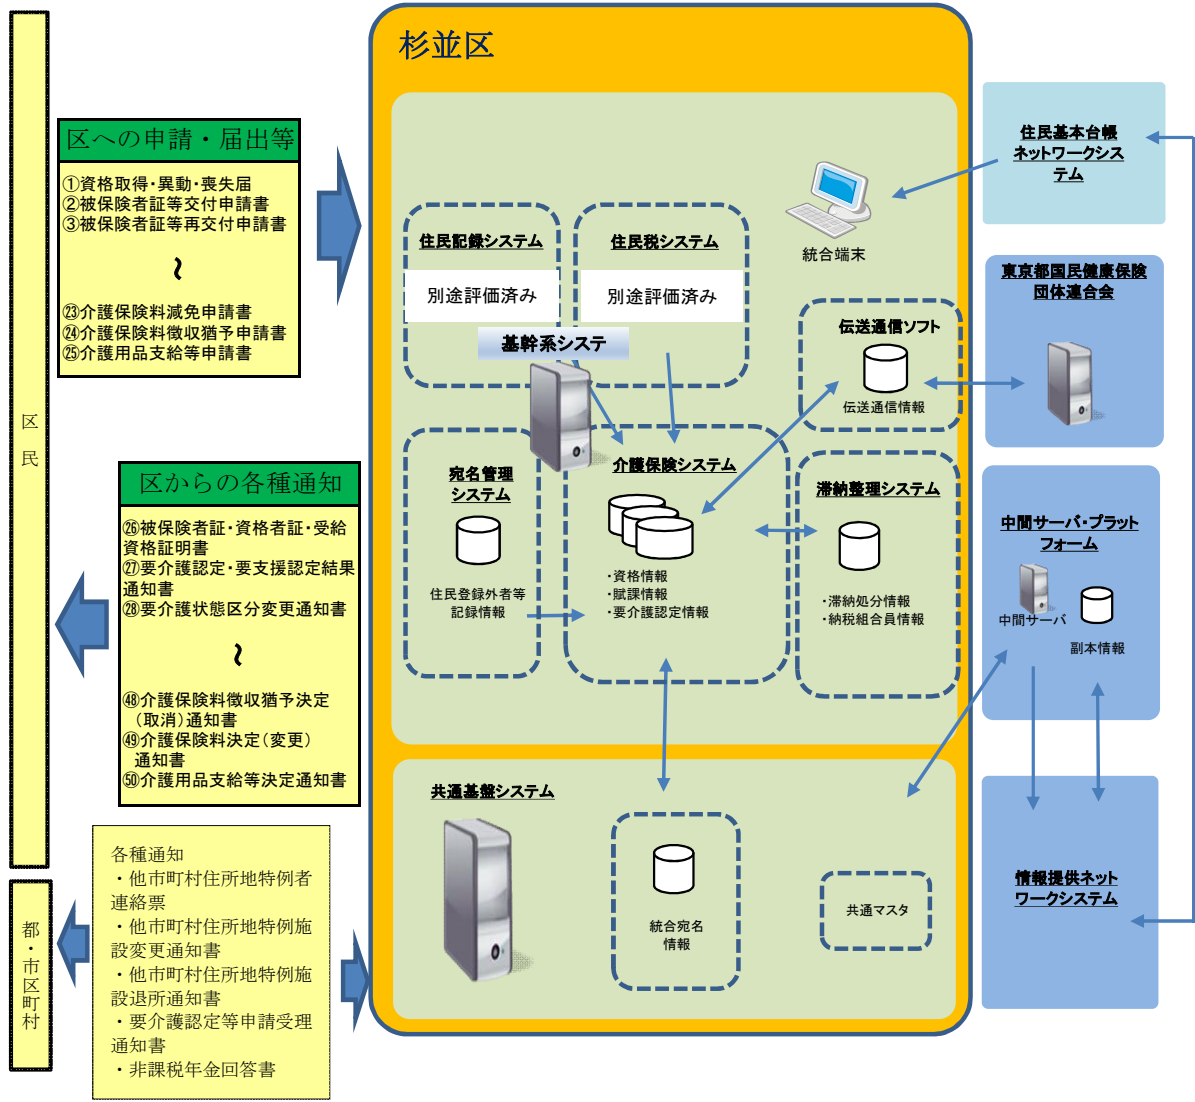 区民
都・市区町村
区への申請・届出等
①資格取得・異動・喪失届
②被保険者証等交付申請書
③被保険者証等再交付申請書
～
㉓介護保険料減免申請書
㉔介護保険料徴収猶予申請書
㉕介護用品支給等申請書
区からの各種通知
㉖被保険者証・資格者証・受給
資格証明書
㉗要介護認定・要支援認定結果
通知書
㉘要介護状態区分変更通知書
～
㊽介護保険料徴収猶予決定
（取消）通知書
㊾介護保険料決定（変更）
通知書
㊿介護用品支給等決定通知書
各種通知
・他市町村住所地特例者
連絡票
・他市町村住所地特例施
設変更通知書
・他市町村住所地特例施
設退所通知書
・要介護認定等申請受理
通知書
・非課税年金回答書
杉並区
住民記録システム
別途評価済み
住民税システム
別途評価済み
基幹系システ
統合端末
伝送通信ソフト
伝送通信情報
宛名管理
システム
住民登録外者等
記録情報
介護保険システム
・資格情報
・賦課情報
・要介護認定情報
滞納整理システム
・滞納処分情報
・納税組合員情報
共通基盤システム
統合宛名
情報
共通マスタ
住民基本台帳
ネットワークシス
テム
東京都国民健康保険
団体連合会
中間サーバ・プラット
フォーム
中間サーバ
副本情報
情報提供ネット
ワークシステム